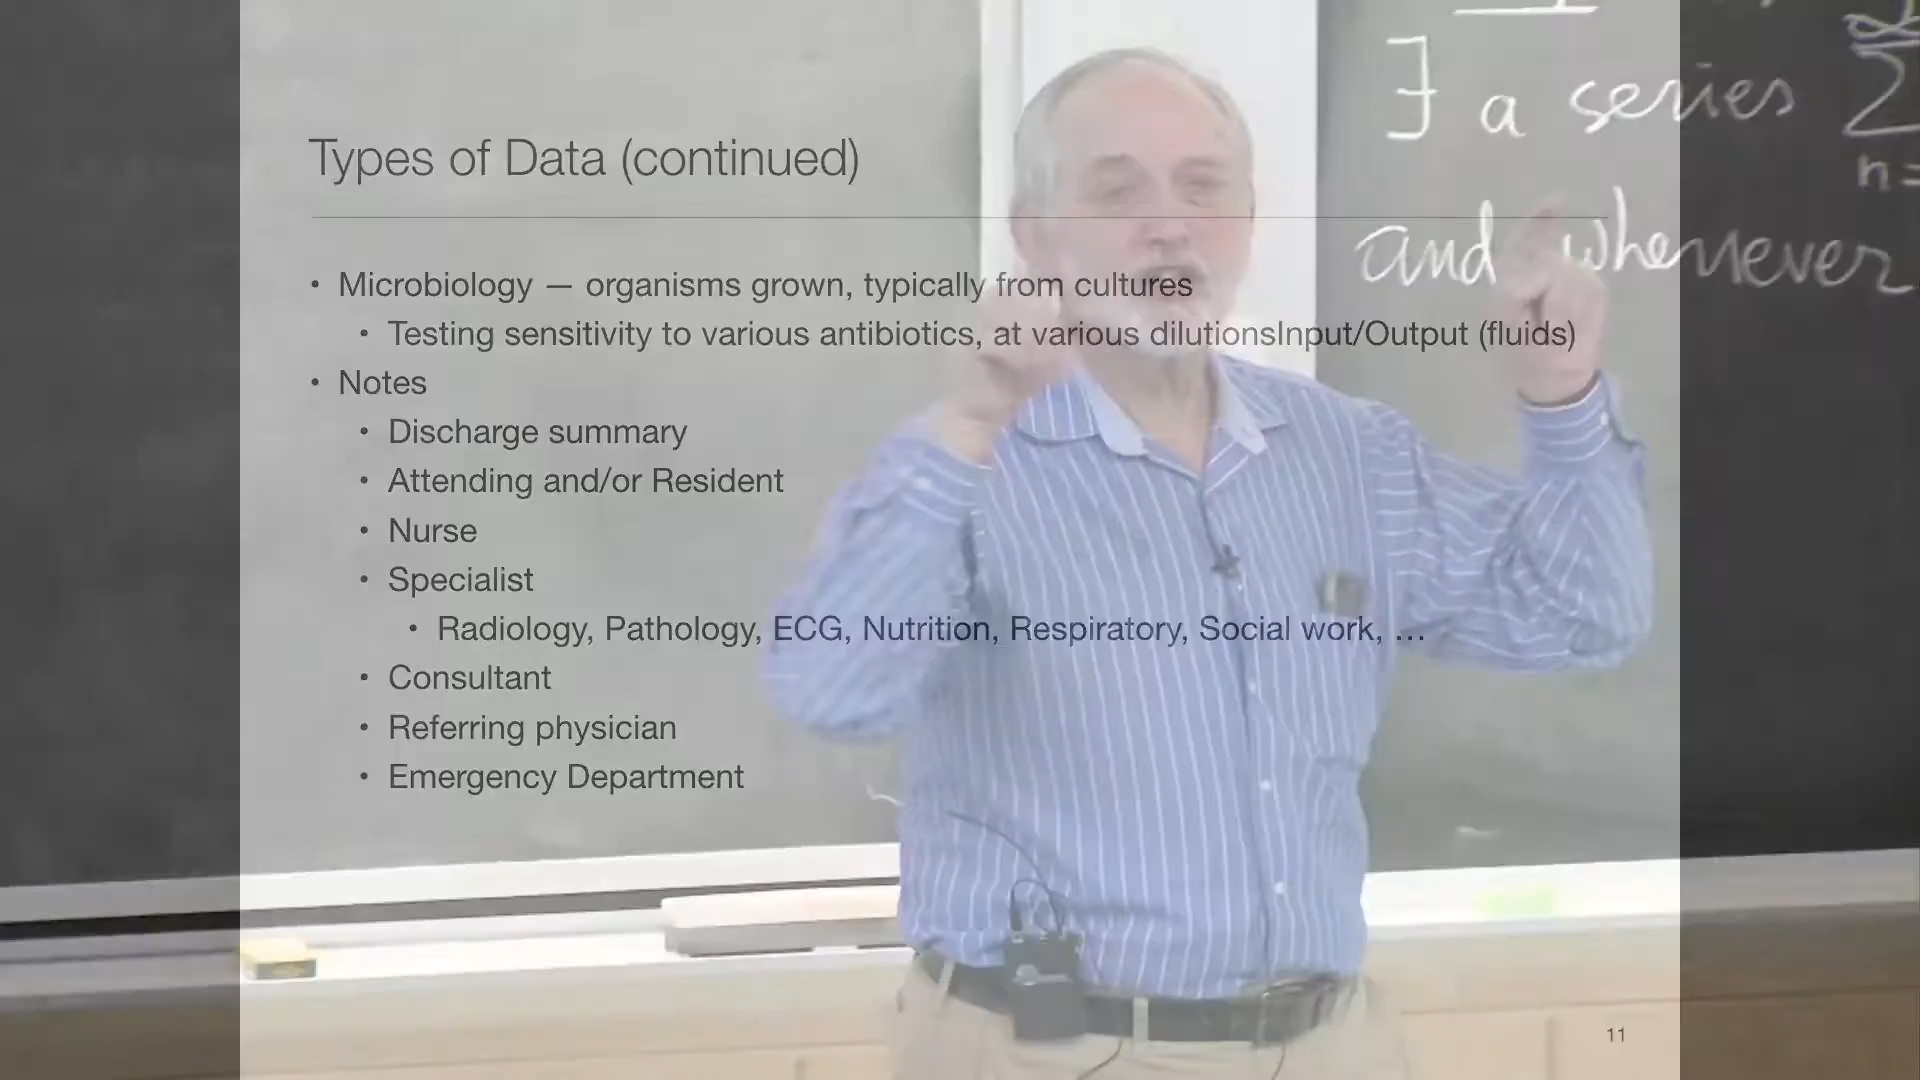 Types of Data (continued)
• Microbiology — organisms grown, typically from cultures
• Testing sensitivity to various antibiotics, at various dilutionsInput/Output (fluids)
• Notes
• Discharge summary
• Attending and/or Resident
• Nurse
• Specialist
• Radiology, Pathology, ECG, Nutrition, Respiratory, Social work, …
• Consultant
• Referring physician
• Emergency Department
11
∃ a series Σ
n=
and whenever